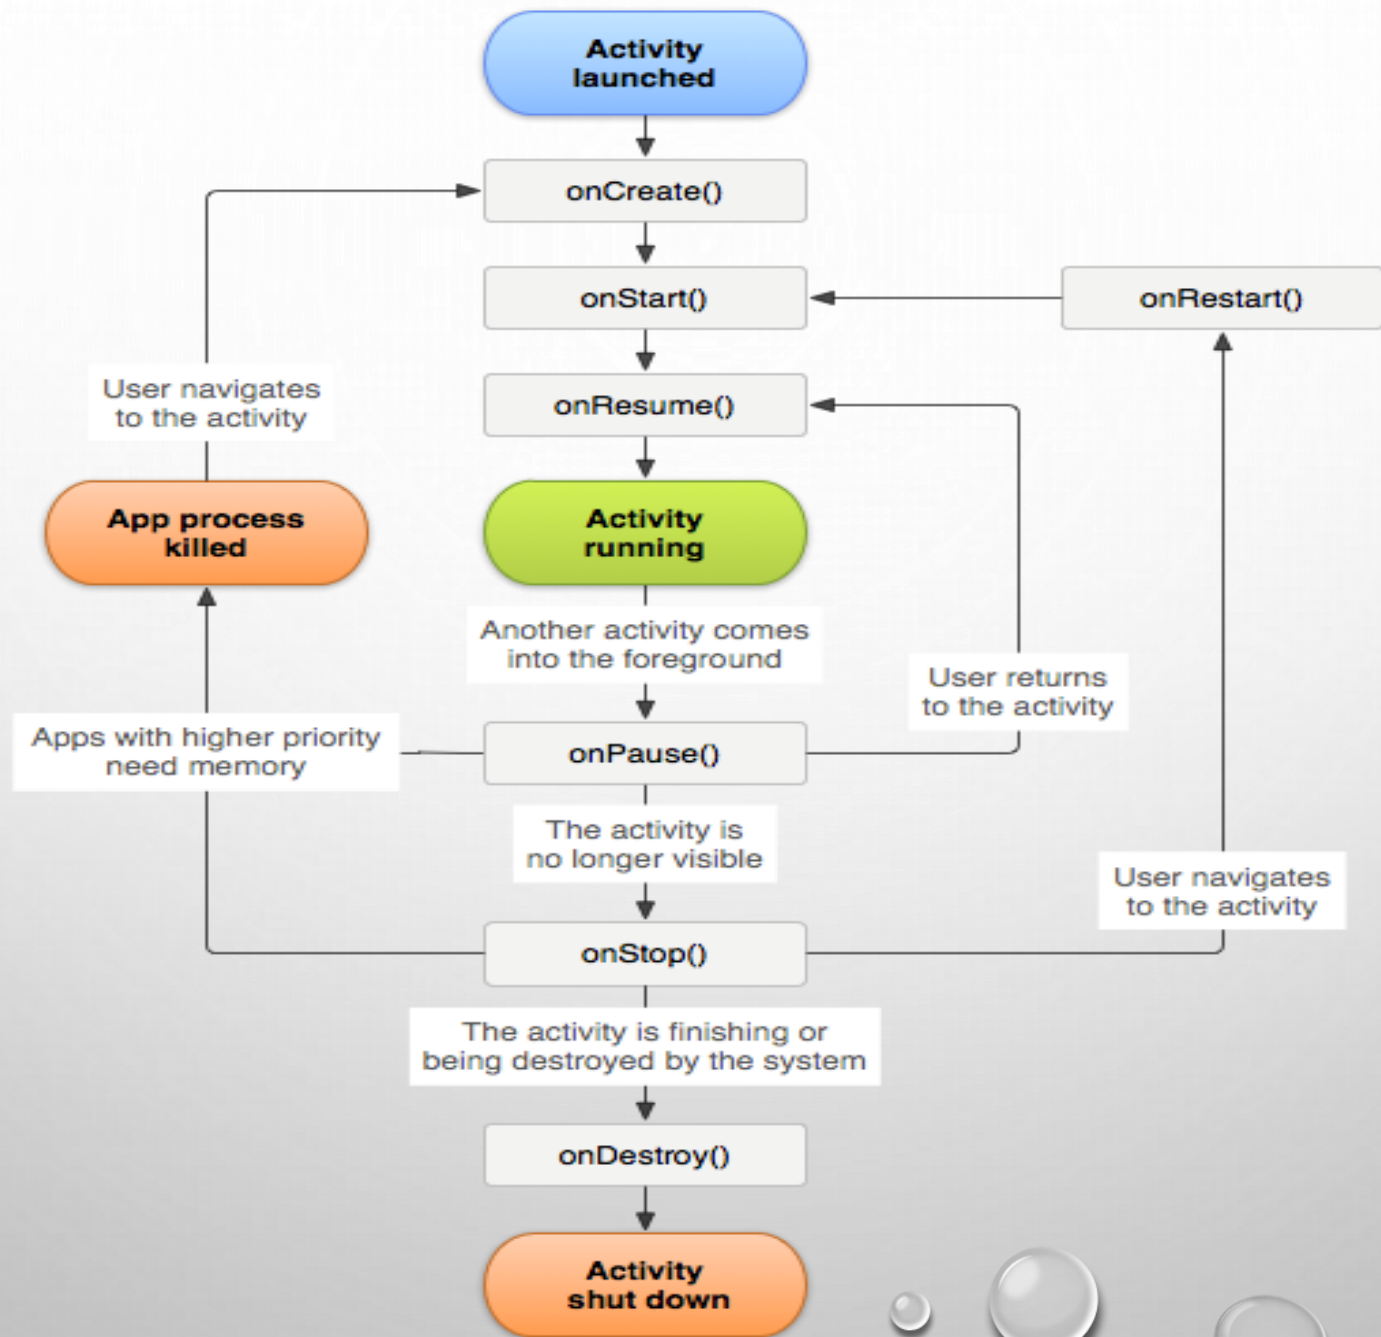 Activity
launched
onCreate()
onStart()
onRestart()
User navigates
to the activity
onResume()
App process
killed
Activity
running
Another activity comes
into the foreground
User returns
to the activity
Apps with higher priority
need memory
onPause()
The activity is
no longer visible
User navigates
to the activity
onStop()
The activity is finishing or
being destroyed by the system
onDestroy()
Activity
shut down